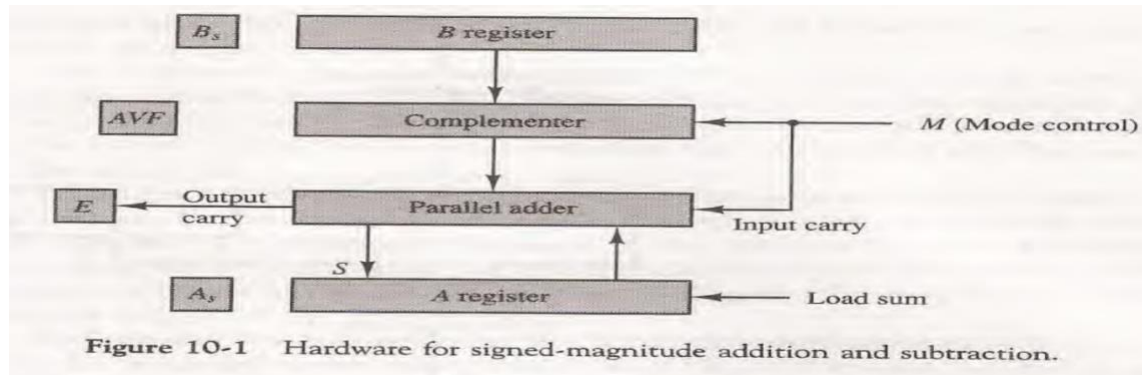 Bs
B register
AVF
Complementer
M (Mode control)
E
Output
carry
Parallel adder
Input carry
S
As
A register
Load sum
Figure 10-1 Hardware for signed-magnitude addition and subtraction.